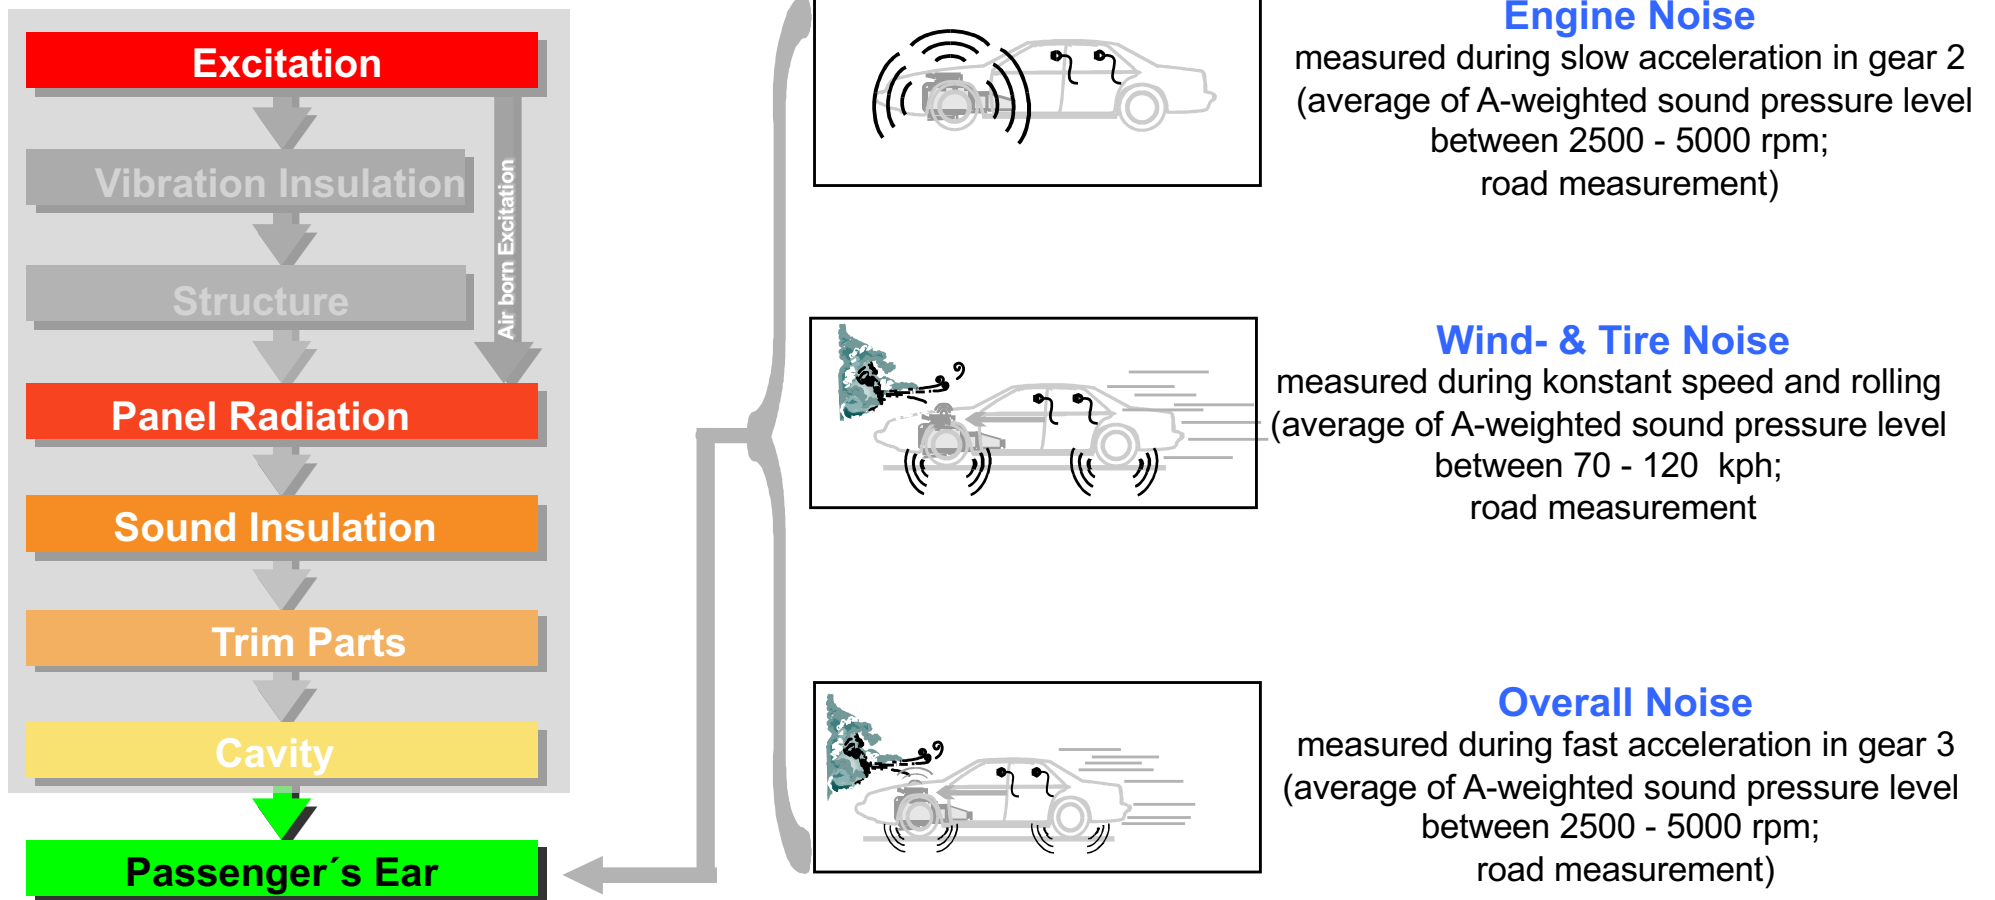 Excitation
Vibration Insulation
Air born Excitation
Structure
Panel Radiation
Sound Insulation
Trim Parts
Cavity
Passenger´s Ear
Engine Noise
measured during slow acceleration in gear 2
(average of A-weighted sound pressure level
between 2500 - 5000 rpm;
road measurement)
Wind- & Tire Noise
measured during konstant speed and rolling
(average of A-weighted sound pressure level
between 70 - 120 kph;
road measurement
Overall Noise
measured during fast acceleration in gear 3
(average of A-weighted sound pressure level
between 2500 - 5000 rpm;
road measurement)